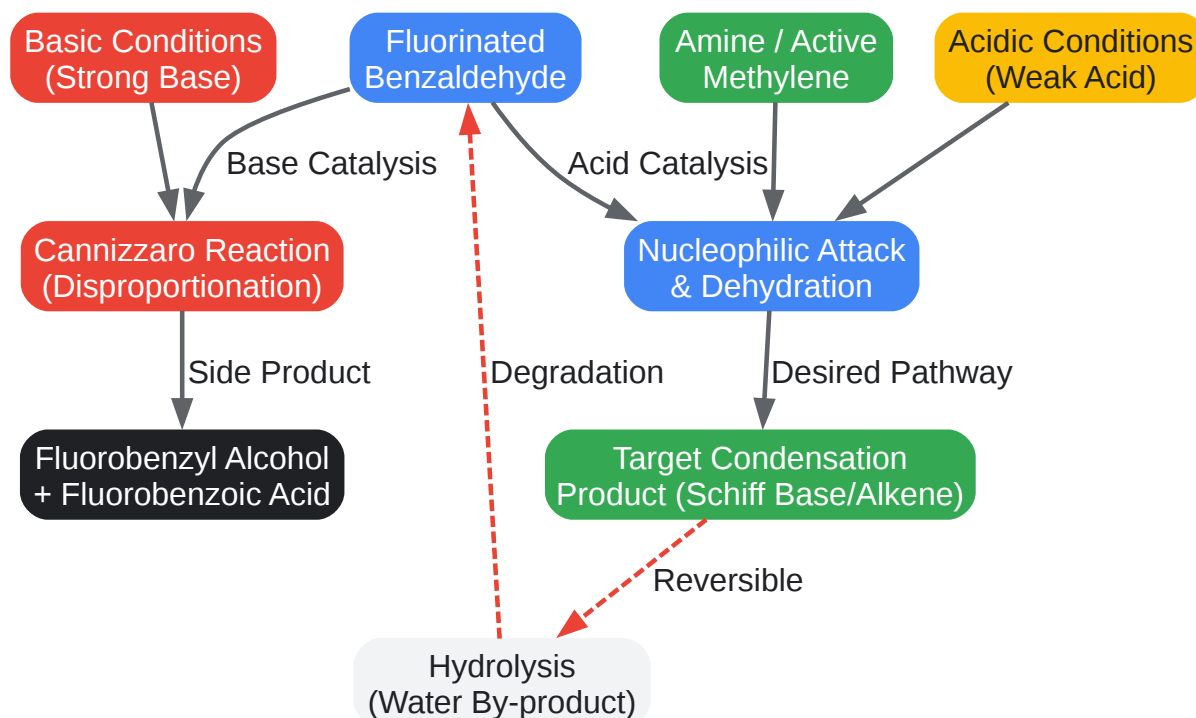 Basic Conditions
(Strong Base)
Fluorinated
Benzaldehyde
Amine / Active
Methylene
Acidic Conditions
(Weak Acid)
Base Catalysis
Acid Catalysis
Cannizzaro Reaction
(Disproportionation)
Nucleophilic Attack
& Dehydration
Side Product
Degradation
Desired Pathway
Fluorobenzyl Alcohol
+ Fluorobenzoic Acid
Target Condensation
Product (Schiff Base/Alkene)
Reversible
Hydrolysis
(Water By-product)